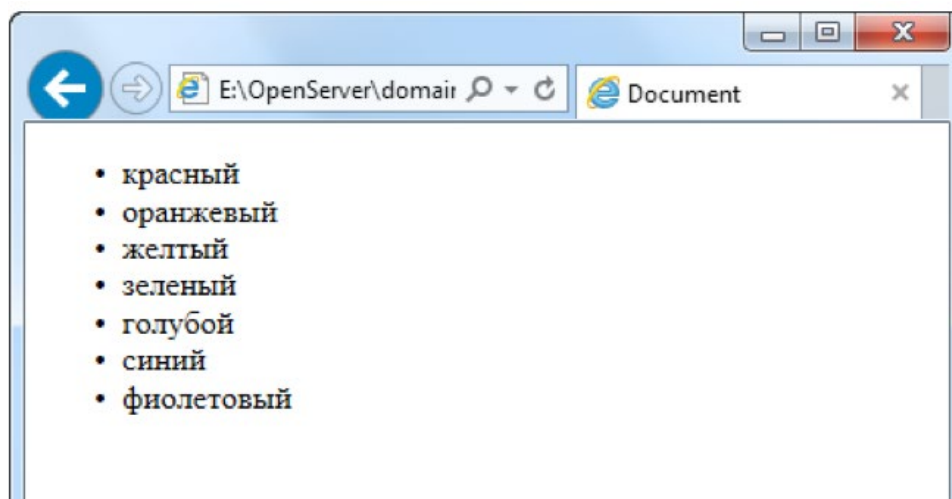 E:\OpenServer\domair
Document
• красный
• оранжевый
• желтый
• зеленый
• голубой
• синий
• фиолетовый